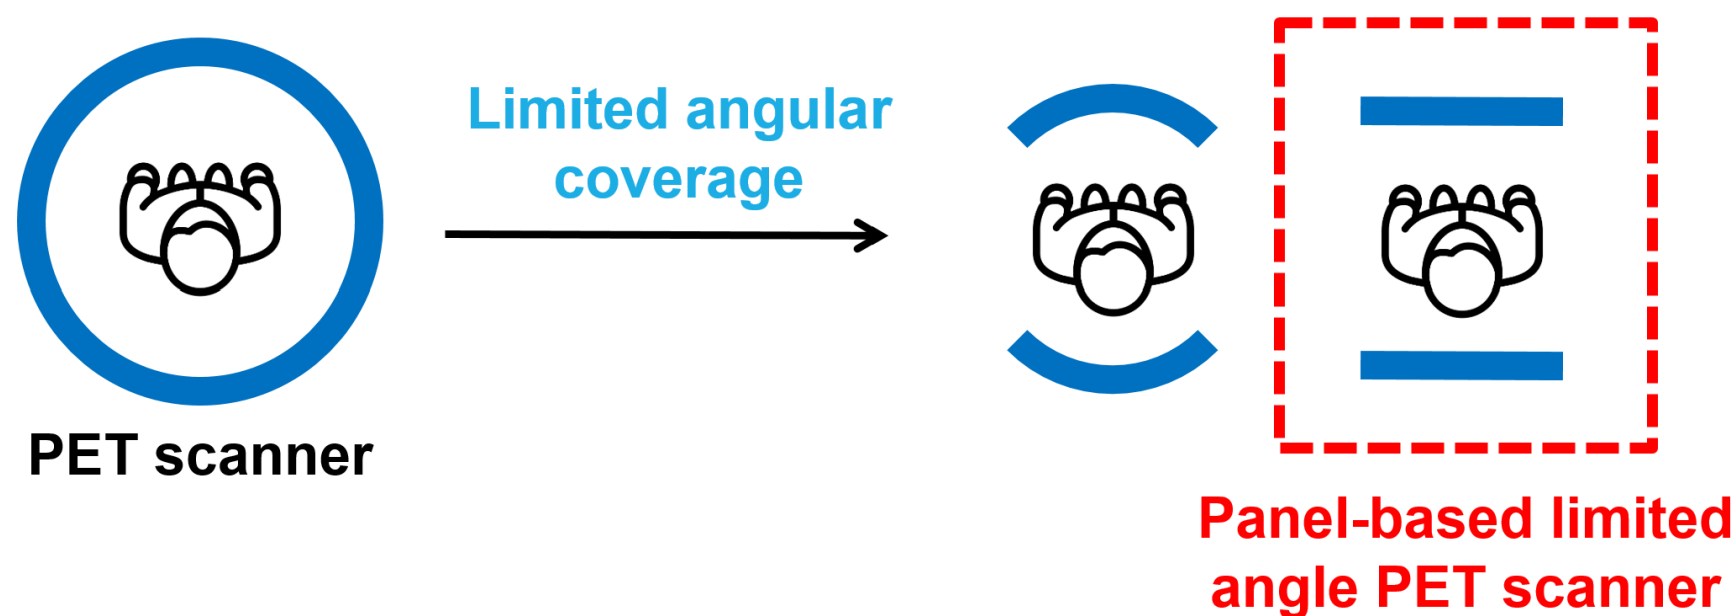 Limited angular
coverage
PET scanner
Panel-based limited
angle PET scanner